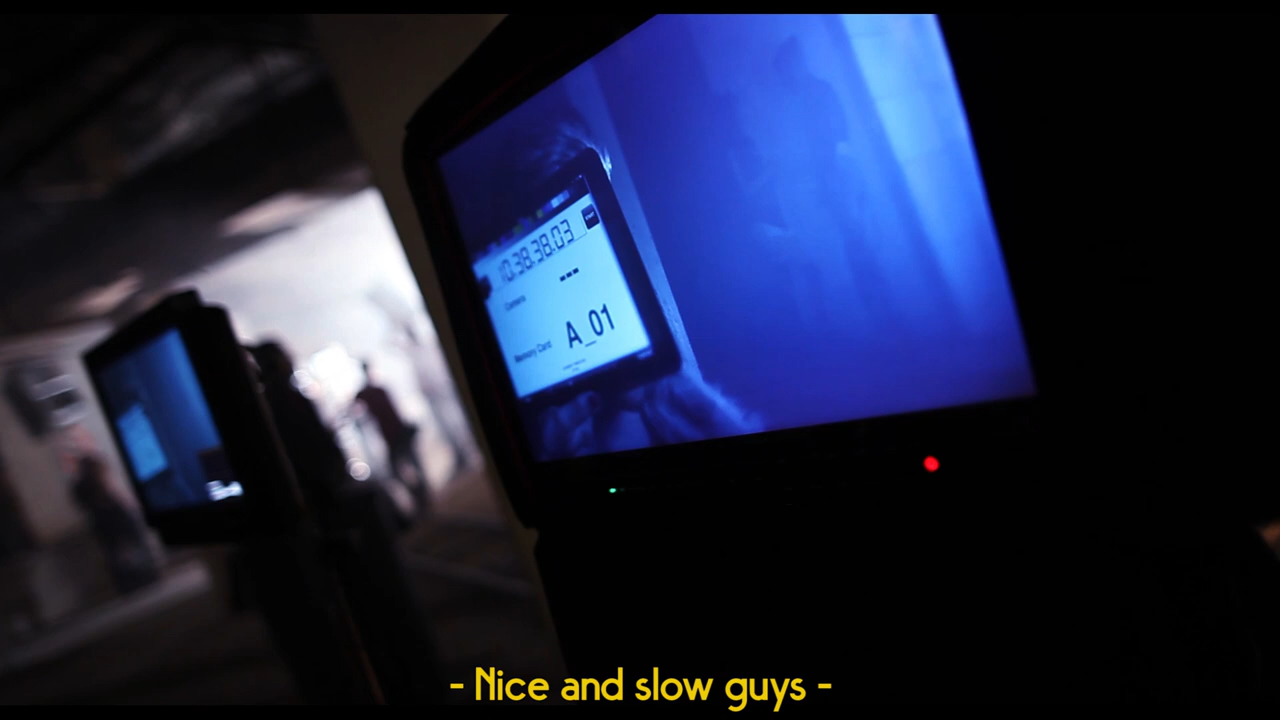 10.38.38.03
---
Camera
A_01
Memory Card
- Nice and slow guys -